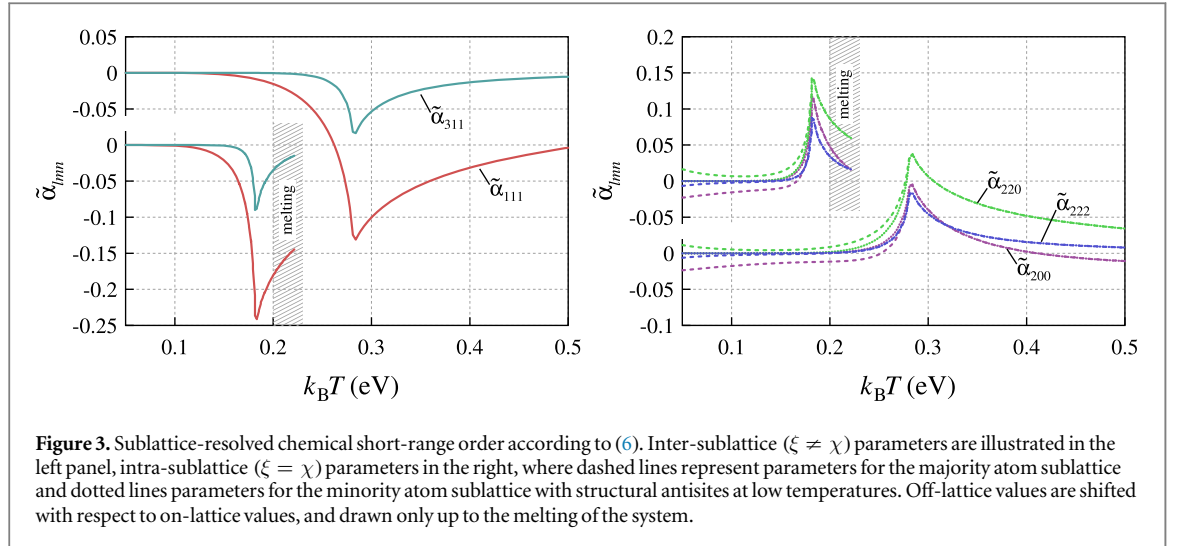 0.05
0
-0.05
0
-0.05
-0.1
-0.15
-0.2
-0.25
α̃lmn
0.1 0.2 0.3 0.4 0.5
kBT (eV)
melting
α̃311
α̃111
0.2
0.15
0.1
0.05
0
-0.05
0
-0.05
-0.1
α̃lmn
0.1 0.2 0.3 0.4 0.5
kBT (eV)
melting
α̃220
α̃222
α̃200
Figure 3. Sublattice-resolved chemical short-range order according to (6). Inter-sublattice (ξ ≠ χ) parameters are illustrated in the
left panel, intra-sublattice (ξ = χ) parameters in the right, where dashed lines represent parameters for the majority atom sublattice
and dotted lines parameters for the minority atom sublattice with structural antisites at low temperatures. Off-lattice values are shifted
with respect to on-lattice values, and drawn only up to the melting of the system.